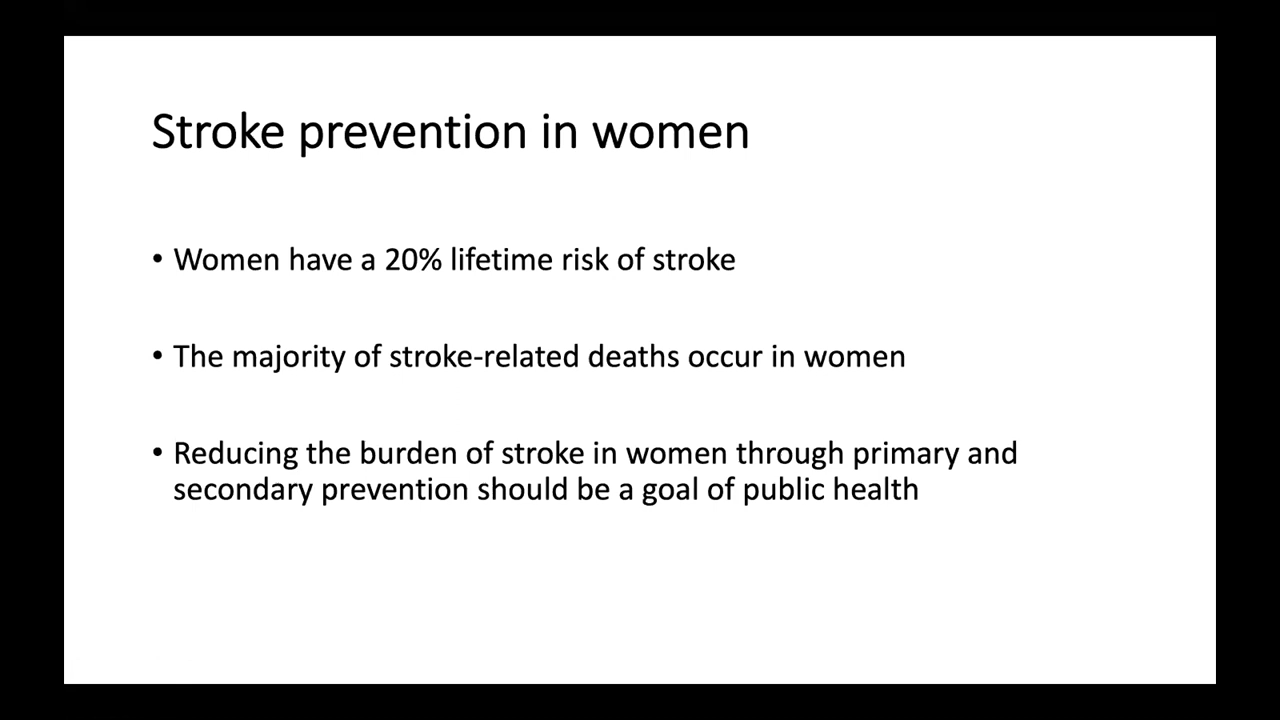 Stroke prevention in women
• Women have a 20% lifetime risk of stroke
• The majority of stroke-related deaths occur in women
• Reducing the burden of stroke in women through primary and
secondary prevention should be a goal of public health